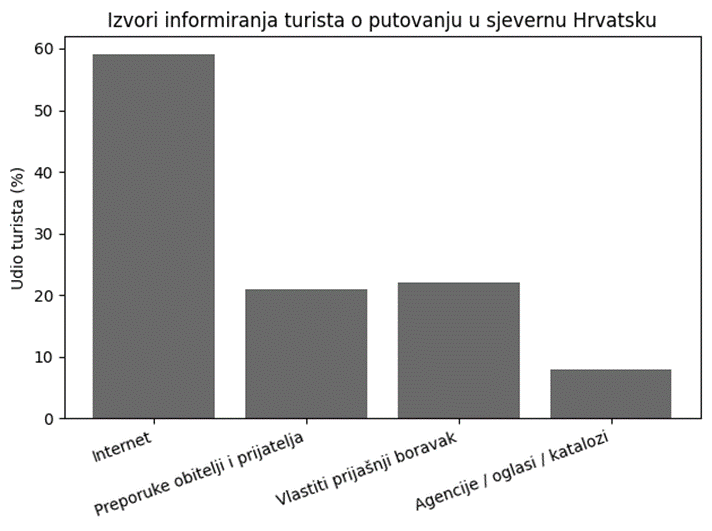 Izvori informiranja turista o putovanju u sjevernu Hrvatsku
Udio turista (%)
60
50
40
30
20
10
0
Internet
Preporuke obitelji i prijatelja
Vlastiti prijašnji boravak
Agencije / oglasi / katalozi